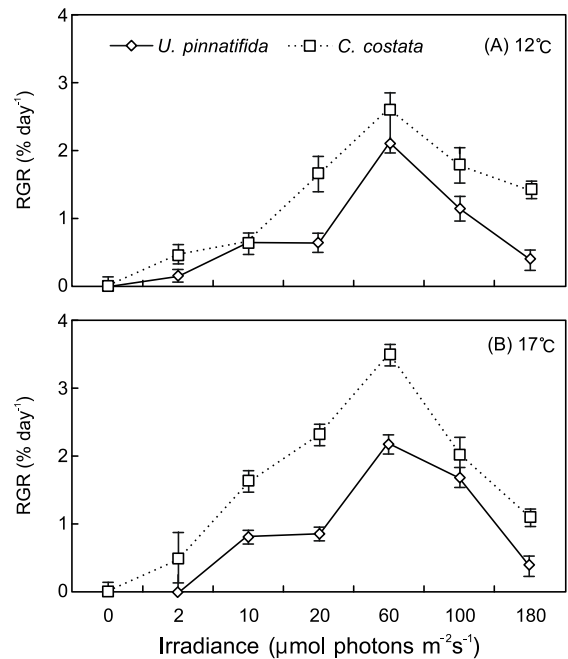 4
U. pinnatifida
C. costata
(A) 12℃
3
2
1
0
RGR (% day⁻¹)
4
(B) 17℃
3
2
1
0
RGR (% day⁻¹)
0 2 10 20 60 100 180
Irradiance (µmol photons m⁻²s⁻¹)